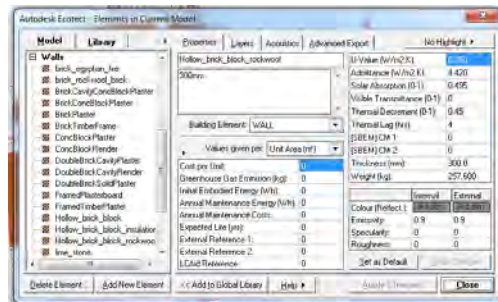 Autodesk Ecotect - Elements in Current Model
Model Library
Properties Layers Acoustics Advanced Export No Highlight
Walls
brick_rockwool_brick
BrickCavityConcBlockPlaster
BrickConcBlockPlaster
BrickPlaster
BrickTimberFrame
ConcBlockPlaster
ConcBlockRender
DoubleBrickCavityPlaster
DoubleBrickCavityRender
DoubleBrickSolidPlaster
FramedPlasterboard
FramedTimberPlaster
Hollow_brick_block
Hollow_brick_block_insulation
Hollow_brick_block_rockwoo
lime_stone
Delete Element Add New Element
Hollow_brick_block_rockwool
300mm
Building Element: WALL
Values given per: Unit Area (m²)
Cost per Unit: 0
Greenhouse Gas Emission (kg): 0
Initial Embodied Energy (Wh): 0
Annual Maintenance Energy (Wh): 0
Annual Maintenance Costs: 0
Expected Life (yrs): 0
External Reference 1: 0
External Reference 2: 0
LCAid Reference: 0
<< Add to Global Library Help
U-Value (W/m2.K):
Admittance (W/m2.K): 4.420
Solar Absorption (0-1): 0.495
Visible Transmittance (0-1): 0
Thermal Decrement (0-1): 0.45
Thermal Lag (hrs): 4
[SBEM] CM 1: 0
[SBEM] CM 2: 0
Thickness (mm): 300.0
Weight (kg): 257.600
Internal External
Colour (Reflect.):
Emissivity: 0.9 0.9
Specularity: 0 0
Roughness: 0 0
Set as Default
Close